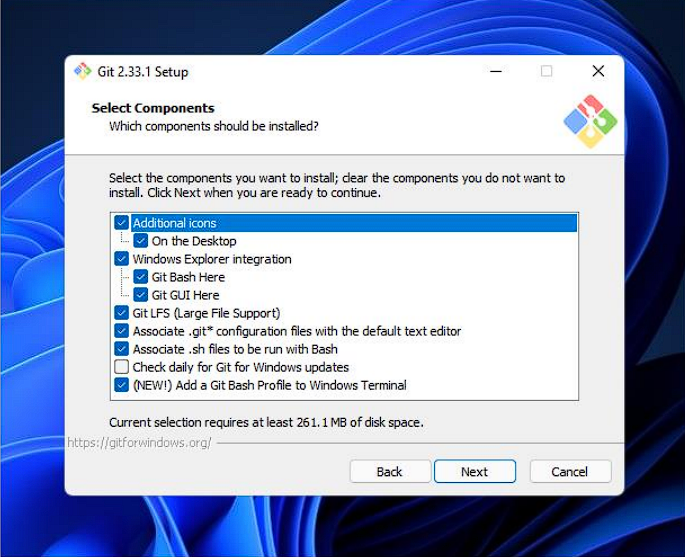 Git 2.33.1 Setup
Select Components
Which components should be installed?
Select the components you want to install; clear the components you do not want to
install. Click Next when you are ready to continue.
Additional icons
On the Desktop
Windows Explorer integration
Git Bash Here
Git GUI Here
Git LFS (Large File Support)
Associate .git* configuration files with the default text editor
Associate .sh files to be run with Bash
Check daily for Git for Windows updates
(NEW!) Add a Git Bash Profile to Windows Terminal
Current selection requires at least 261.1 MB of disk space.
https://gitforwindows.org/
Back Next Cancel